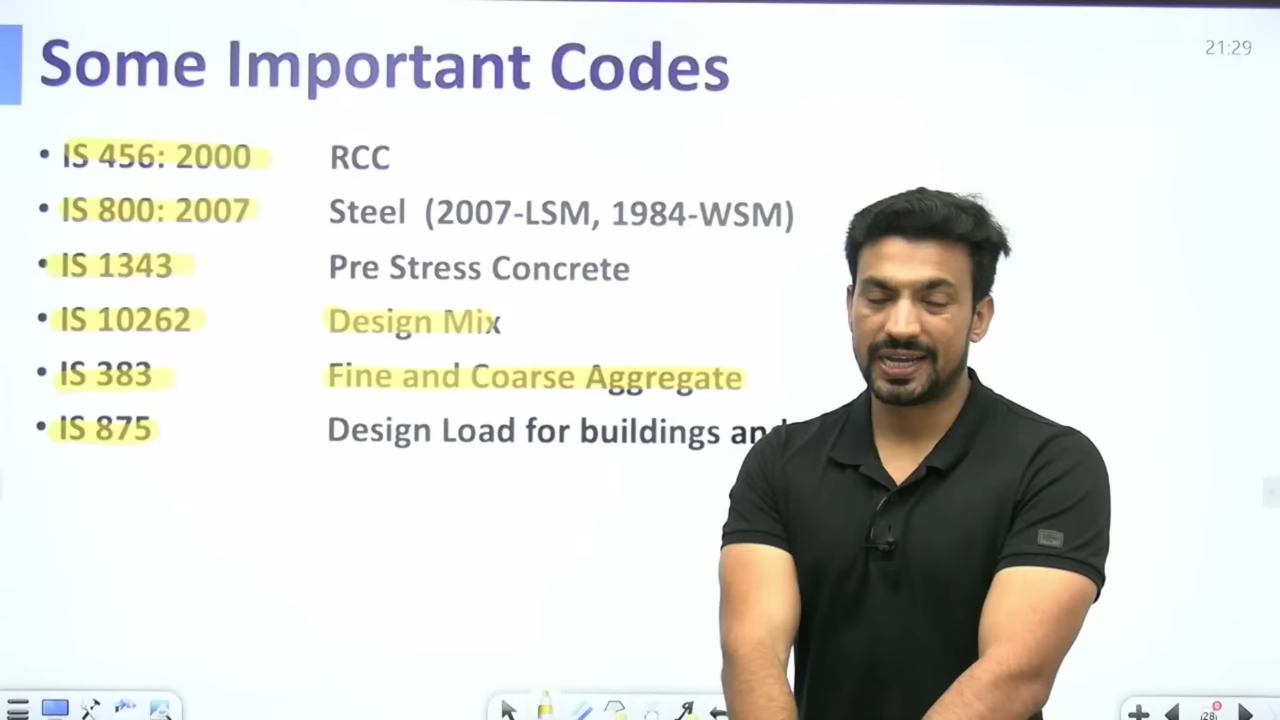 Some Important Codes
21:29
• IS 456: 2000 RCC
• IS 800: 2007 Steel (2007-LSM, 1984-WSM)
• IS 1343 Pre Stress Concrete
• IS 10262 Design Mix
• IS 383 Fine and Coarse Aggregate
• IS 875 Design Load for buildings and
28